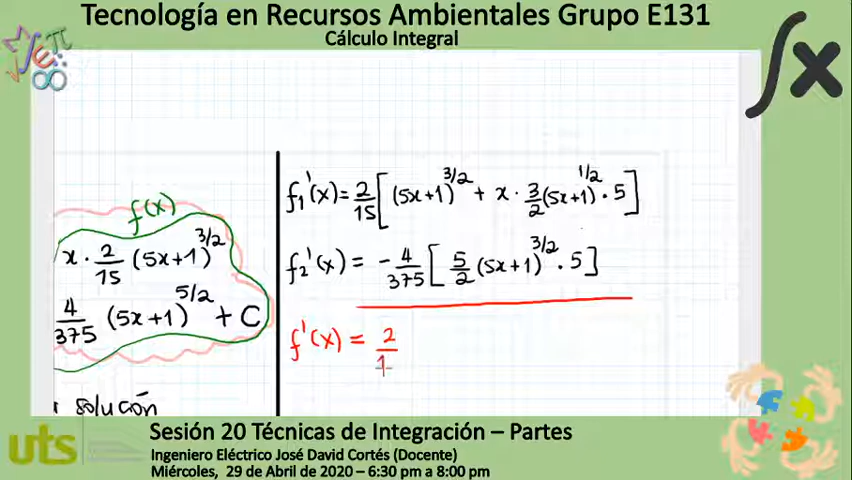 Tecnología en Recursos Ambientales Grupo E131
Cálculo Integral
∫x
f(x)
x · 2/15 (5x+1)^3/2
4/375 (5x+1)^5/2 + C
solución
f₁'(x) = 2/15 [ (5x+1)^3/2 + x · 3/2 (5x+1)^1/2 · 5 ]
f₂'(x) = - 4/375 [ 5/2 (5x+1)^3/2 · 5 ]
f'(x) = 2/1
uts
Sesión 20 Técnicas de Integración – Partes
Ingeniero Eléctrico José David Cortés (Docente)
Miércoles, 29 de Abril de 2020 – 6:30 pm a 8:00 pm